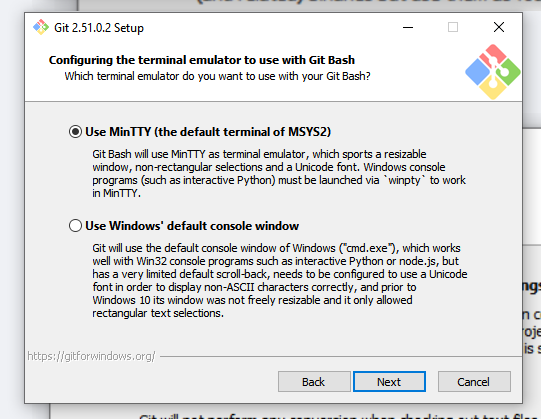 Git 2.51.0.2 Setup
Configuring the terminal emulator to use with Git Bash
Which terminal emulator do you want to use with your Git Bash?
Use MinTTY (the default terminal of MSYS2)
Git Bash will use MinTTY as terminal emulator, which sports a resizable
window, non-rectangular selections and a Unicode font. Windows console
programs (such as interactive Python) must be launched via `winpty` to work
in MinTTY.
Use Windows' default console window
Git will use the default console window of Windows ("cmd.exe"), which works
well with Win32 console programs such as interactive Python or node.js, but
has a very limited default scroll-back, needs to be configured to use a Unicode
font in order to display non-ASCII characters correctly, and prior to
Windows 10 its window was not freely resizable and it only allowed
rectangular text selections.
https://gitforwindows.org/
Back
Next
Cancel